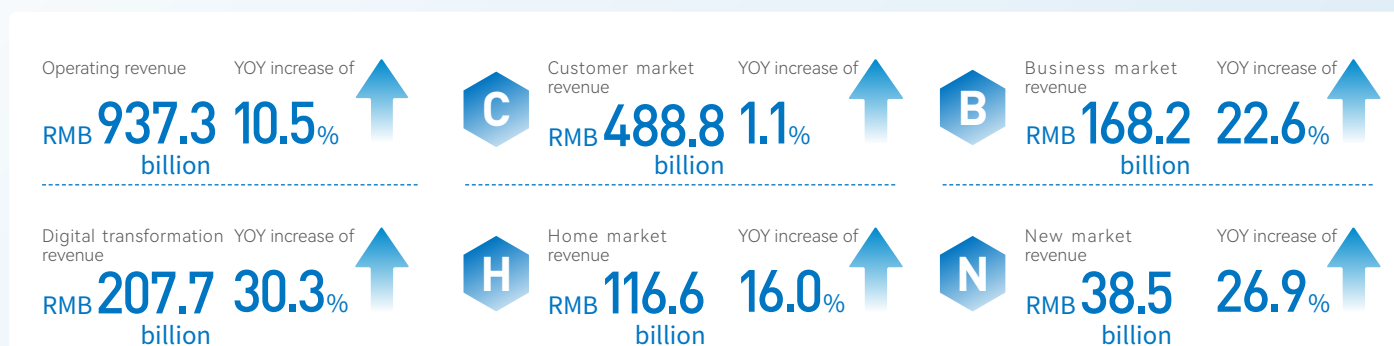 Operating revenue
YOY increase of
RMB 937.3
billion
10.5%
C
Customer market
revenue
YOY increase of
RMB 488.8
billion
1.1%
B
Business market
revenue
YOY increase of
RMB 168.2
billion
22.6%
Digital transformation
revenue
YOY increase of
RMB 207.7
billion
30.3%
H
Home market
revenue
YOY increase of
RMB 116.6
billion
16.0%
N
New market
revenue
YOY increase of
RMB 38.5
billion
26.9%